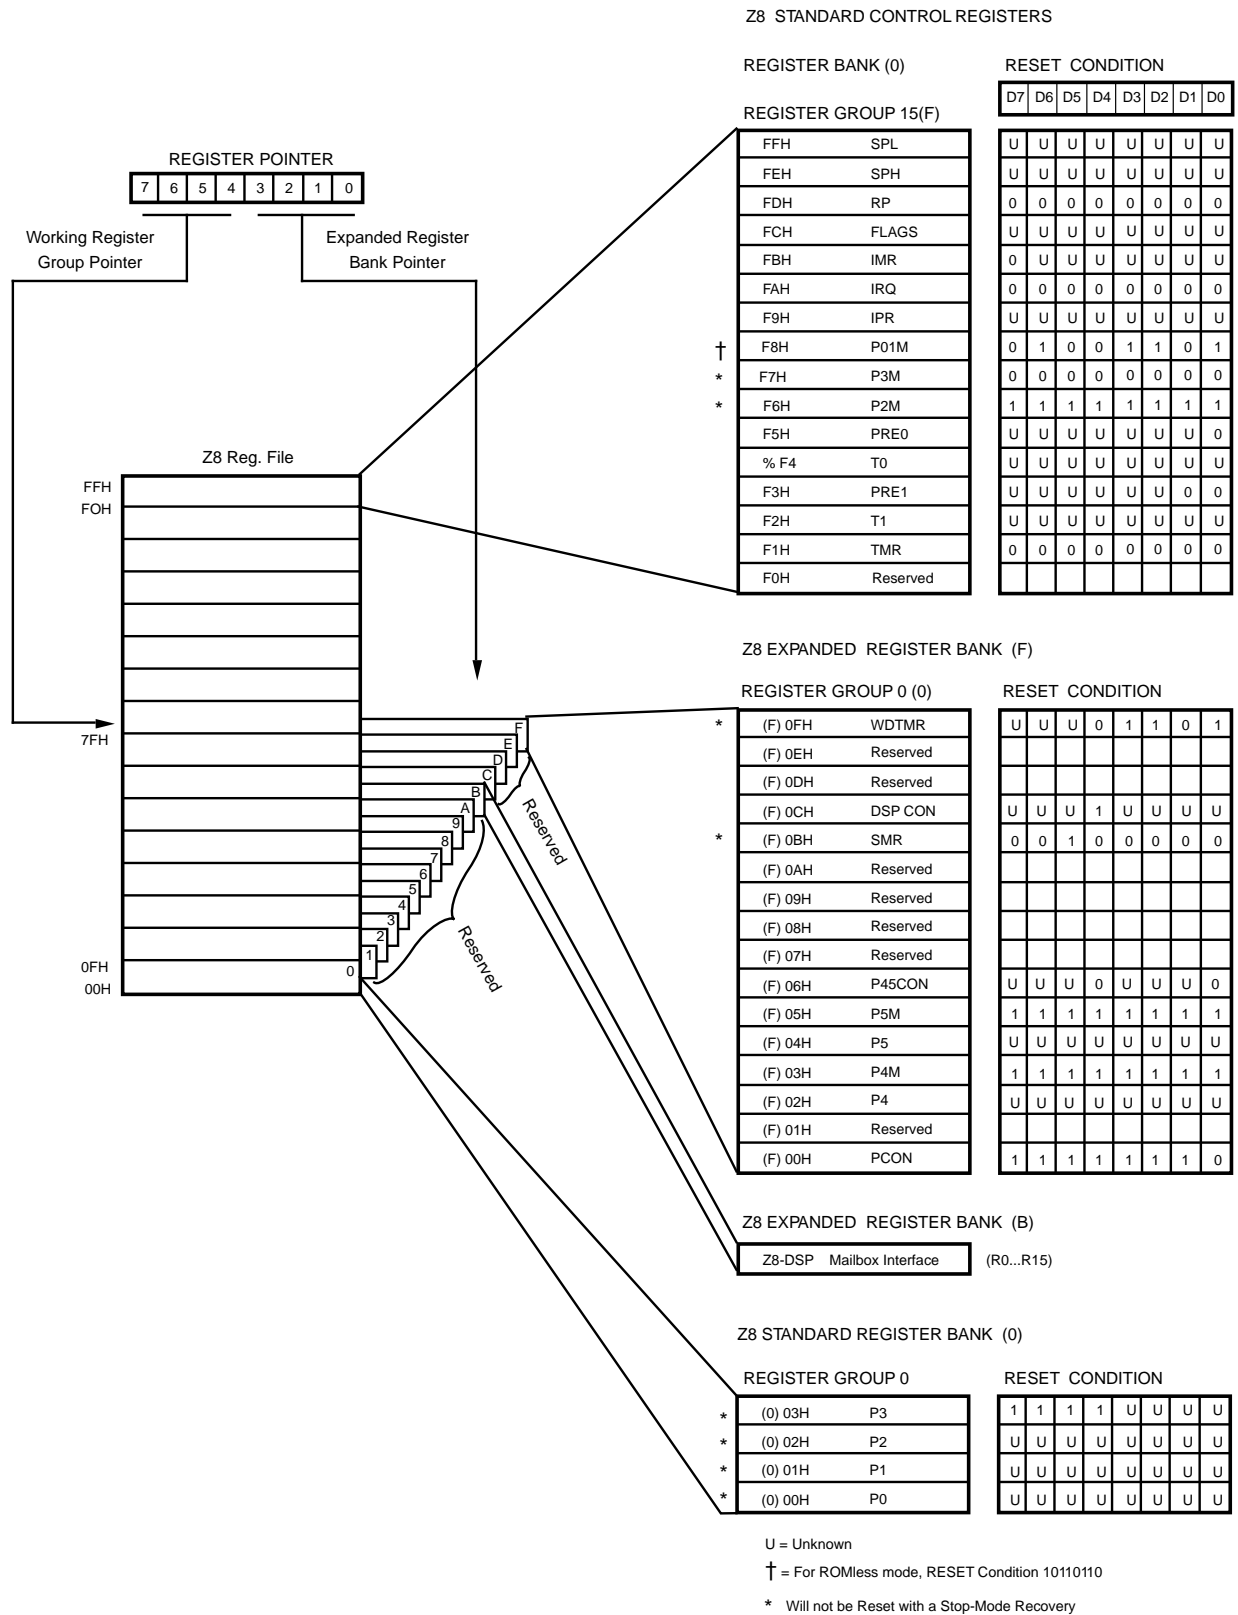 Z8 STANDARD CONTROL REGISTERS
REGISTER BANK (0) RESET CONDITION
D7 D6 D5 D4 D3 D2 D1 D0
REGISTER GROUP 15(F)
FFH SPL U U U U U U U U
FEH SPH U U U U U U U U
FDH RP 0 0 0 0 0 0 0 0
FCH FLAGS U U U U U U U U
FBH IMR 0 U U U U U U U
FAH IRQ 0 0 0 0 0 0 0 0
F9H IPR U U U U U U U U
† F8H P01M 0 1 0 0 1 1 0 1
* F7H P3M 0 0 0 0 0 0 0 0
* F6H P2M 1 1 1 1 1 1 1 1
F5H PRE0 U U U U U U U 0
% F4 T0 U U U U U U U U
F3H PRE1 U U U U U U 0 0
F2H T1 U U U U U U U U
F1H TMR 0 0 0 0 0 0 0 0
F0H Reserved
REGISTER POINTER
7 6 5 4 3 2 1 0
Working Register
Group Pointer
Expanded Register
Bank Pointer
Z8 Reg. File
FFH
FOH
7FH
0FH
00H
F
E
D
C
B
A
9
8
7
6
5
4
3
2
1
0
Reserved
Reserved
Z8 EXPANDED REGISTER BANK (F)
REGISTER GROUP 0 (0) RESET CONDITION
* (F) 0FH WDTMR U U U 0 1 1 0 1
(F) 0EH Reserved
(F) 0DH Reserved
(F) 0CH DSP CON U U U 1 U U U U
* (F) 0BH SMR 0 0 1 0 0 0 0 0
(F) 0AH Reserved
(F) 09H Reserved
(F) 08H Reserved
(F) 07H Reserved
(F) 06H P45CON U U U 0 U U U 0
(F) 05H P5M 1 1 1 1 1 1 1 1
(F) 04H P5 U U U U U U U U
(F) 03H P4M 1 1 1 1 1 1 1 1
(F) 02H P4 U U U U U U U U
(F) 01H Reserved
(F) 00H PCON 1 1 1 1 1 1 1 0
Z8 EXPANDED REGISTER BANK (B)
Z8-DSP Mailbox Interface (R0...R15)
Z8 STANDARD REGISTER BANK (0)
REGISTER GROUP 0 RESET CONDITION
* (0) 03H P3 1 1 1 1 U U U U
* (0) 02H P2 U U U U U U U U
* (0) 01H P1 U U U U U U U U
* (0) 00H P0 U U U U U U U U
U = Unknown
† = For ROMless mode, RESET Condition 10110110
* Will not be Reset with a Stop-Mode Recovery